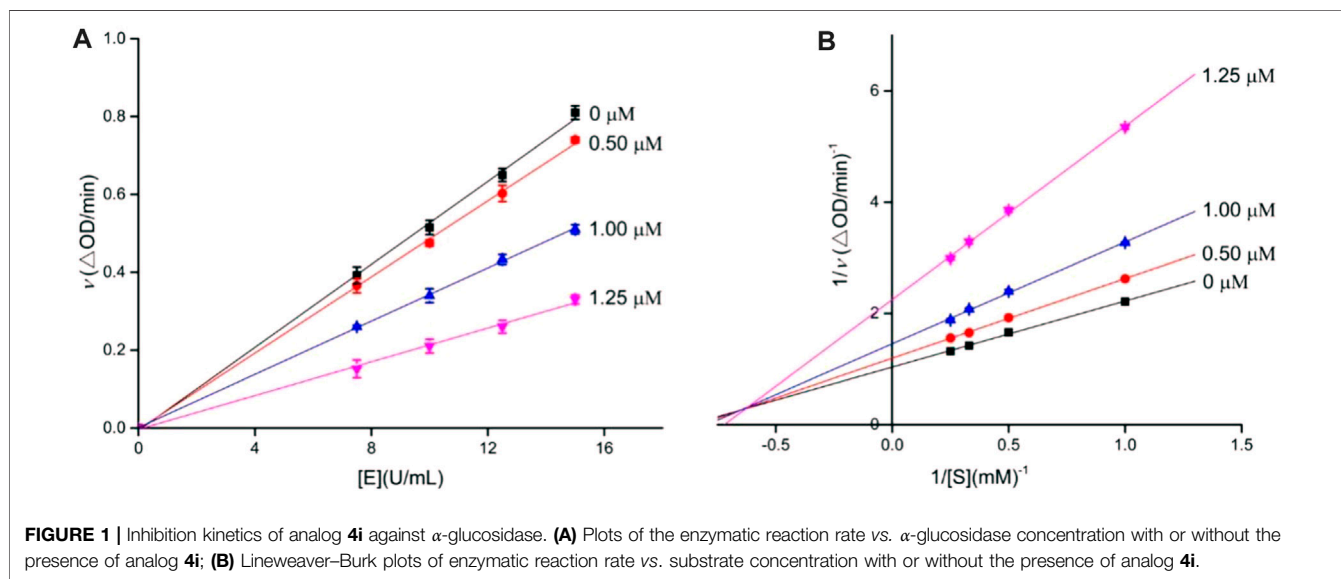 A
1.0
0.8
0.6
0.4
0.2
0.0
0
4
8
12
16
ν(△OD/min)
[E](U/mL)
0 μM
0.50 μM
1.00 μM
1.25 μM
B
6
4
2
0
-0.5
0.0
0.5
1.0
1.5
1/ν (△OD/min)⁻¹
1/[S](mM)⁻¹
1.25 μM
1.00 μM
0.50 μM
0 μM
FIGURE 1 | Inhibition kinetics of analog 4i against α-glucosidase. (A) Plots of the enzymatic reaction rate vs. α-glucosidase concentration with or without the
presence of analog 4i; (B) Lineweaver–Burk plots of enzymatic reaction rate vs. substrate concentration with or without the presence of analog 4i.